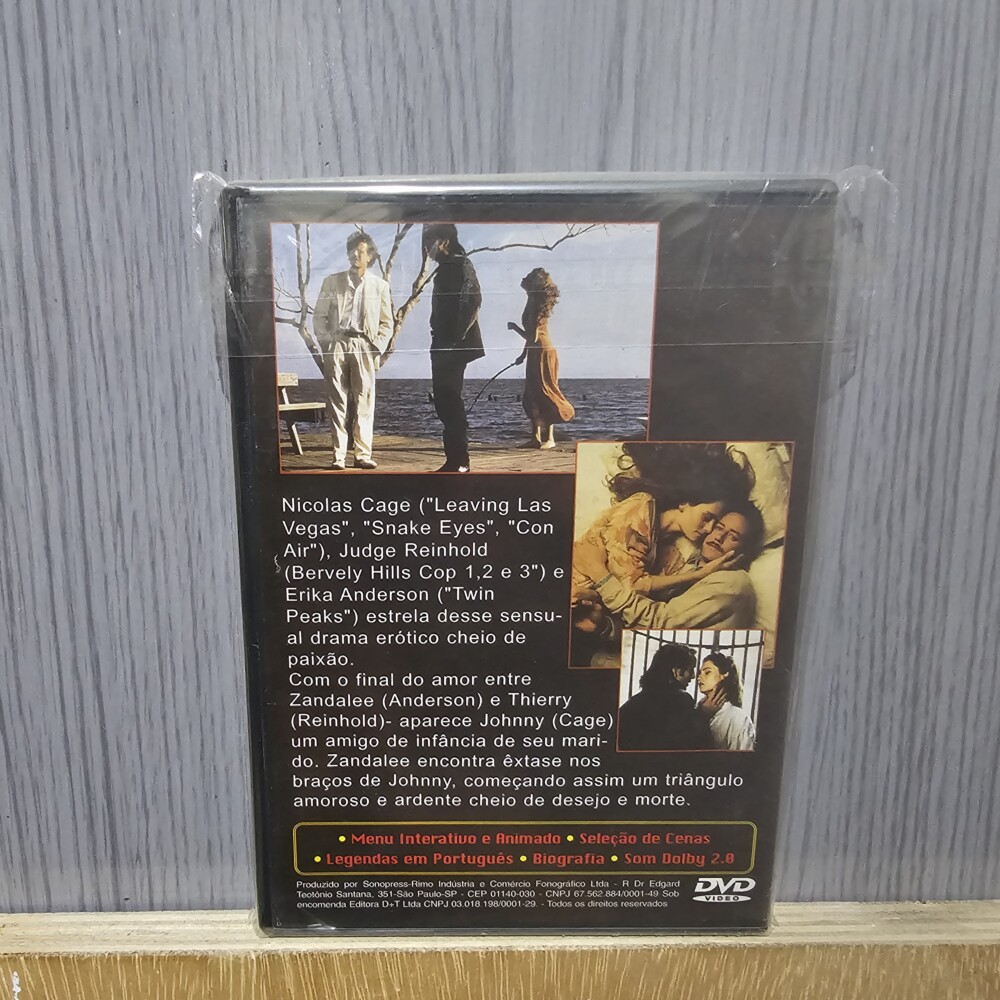 Nicolas Cage ("Leaving Las
Vegas", "Snake Eyes", "Con
Air"), Judge Reinhold
(Bervely Hills Cop 1,2 e 3") e
Erika Anderson ("Twin
Peaks") estrela desse sensu-
al drama erótico cheio de
paixão.
Com o final do amor entre
Zandalee (Anderson) e Thierry
(Reinhold)- aparece Johnny (Cage)
um amigo de infância de seu mari-
do. Zandalee encontra êxtase nos
braços de Johnny, começando assim um triângulo
amoroso e ardente cheio de desejo e morte.
• Menu Interativo e Animado • Seleção de Cenas
• Legendas em Português • Biografia • Som Dolby 2.0
Produzido por Sonopress-Rimo Indústria e Comércio Fonográfico Ltda - R Dr Edgard
Teotônio Santana, 351-São Paulo-SP - CEP 01140-030 - CNPJ 67.562.884/0001-49 Sob
encomenda Editora D+T Ltda CNPJ 03.018.198/0001-29. - Todos os direitos reservados
DVD
VIDEO